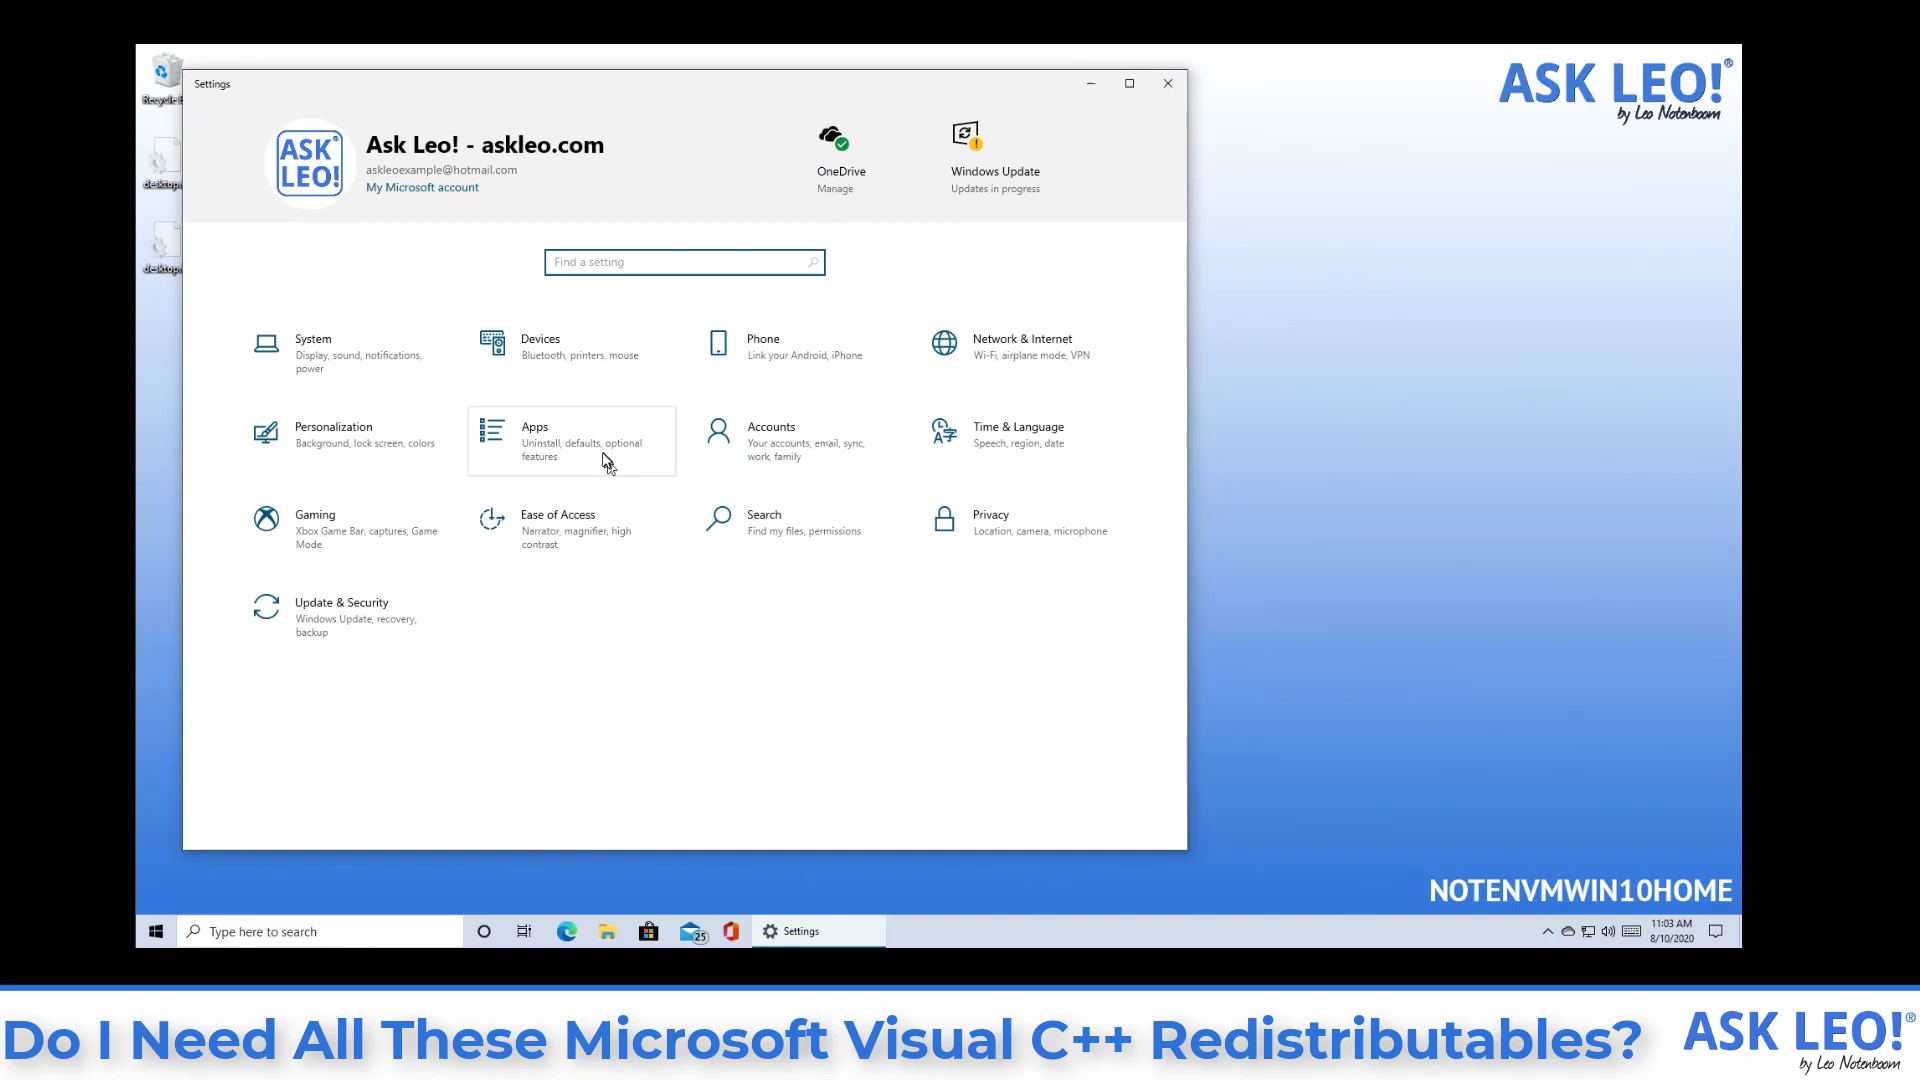 Settings
ASK LEO!®
by Leo Notenboom
Recycle
ASK®
LEO!
Ask Leo! - askleo.com
askleoexample@hotmail.com
My Microsoft account
OneDrive
Manage
Windows Update
Updates in progress
desktop.
desktop.
Find a setting
System
Display, sound, notifications,
power
Devices
Bluetooth, printers, mouse
Phone
Link your Android, iPhone
Network & Internet
Wi-Fi, airplane mode, VPN
Personalization
Background, lock screen, colors
Apps
Uninstall, defaults, optional
features
Accounts
Your accounts, email, sync,
work, family
Time & Language
Speech, region, date
Gaming
Xbox Game Bar, captures, Game
Mode
Ease of Access
Narrator, magnifier, high
contrast
Search
Find my files, permissions
Privacy
Location, camera, microphone
Update & Security
Windows Update, recovery,
backup
NOTENVMWIN10HOME
Type here to search
25
Settings
11:03 AM
8/10/2020
Do I Need All These Microsoft Visual C++ Redistributables?
ASK LEO!®
by Leo Notenboom